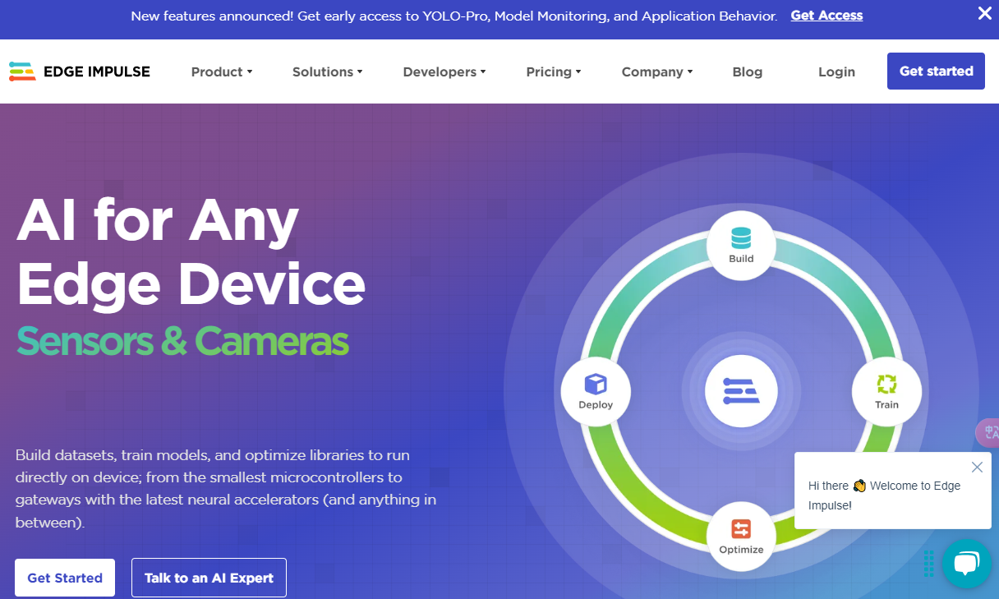 New features announced! Get early access to YOLO-Pro, Model Monitoring, and Application Behavior. Get Access
EDGE IMPULSE Product Solutions Developers Pricing Company Blog Login Get started
AI for Any
Edge Device
Sensors & Cameras
Build datasets, train models, and optimize libraries to run
directly on device; from the smallest microcontrollers to
gateways with the latest neural accelerators (and anything in
between).
Get Started Talk to an AI Expert
Build
Deploy
Train
Optimize
Hi there 👏 Welcome to Edge
Impulse!
中
A